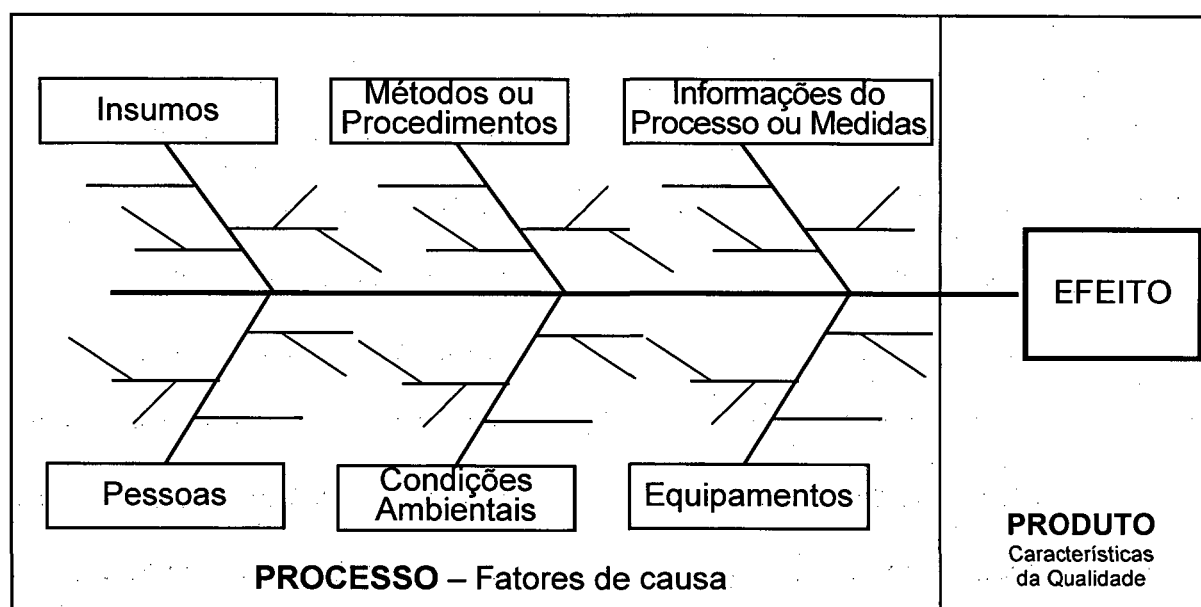 Insumos
Métodos ou
Procedimentos
Informações do
Processo ou Medidas
EFEITO
Pessoas
Condições
Ambientais
Equipamentos
PROCESSO – Fatores de causa
PRODUTO
Características
da Qualidade